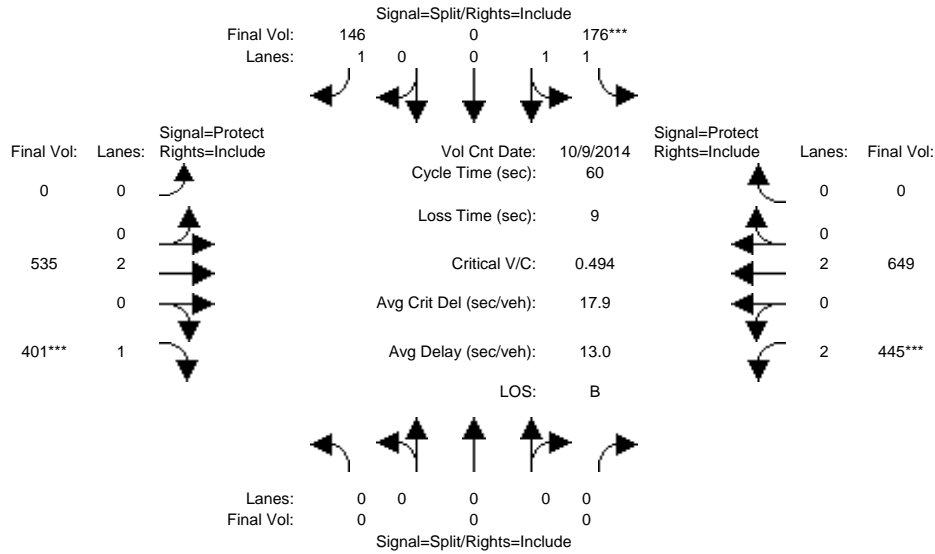 Signal=Split/Rights=Include
Final Vol: 146 0 176***
Lanes: 1 0 0 1 1
Signal=Protect Signal=Protect
Final Vol: Lanes: Rights=Include Vol Cnt Date: 10/9/2014 Rights=Include Lanes: Final Vol:
Cycle Time (sec): 60
0 0 0 0
Loss Time (sec): 9
0 0
535 2 Critical V/C: 0.494 2 649
0 Avg Crit Del (sec/veh): 17.9 0
401*** 1 Avg Delay (sec/veh): 13.0 2 445***
LOS: B
Lanes: 0 0 0 0 0
Final Vol: 0 0 0
Signal=Split/Rights=Include